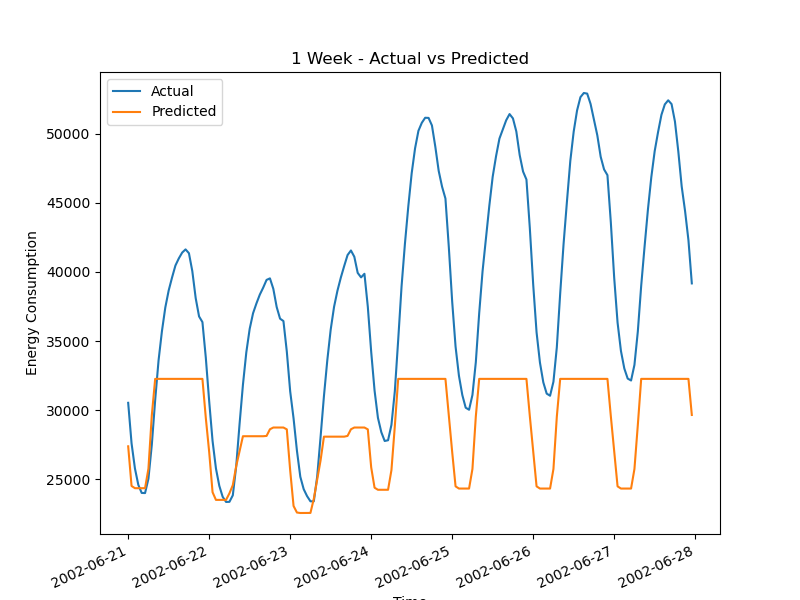 1 Week - Actual vs Predicted
Actual
Predicted
50000
45000
40000
35000
30000
25000
Energy Consumption
2002-06-21
2002-06-22
2002-06-23
2002-06-24
2002-06-25
2002-06-26
2002-06-27
2002-06-28
Time